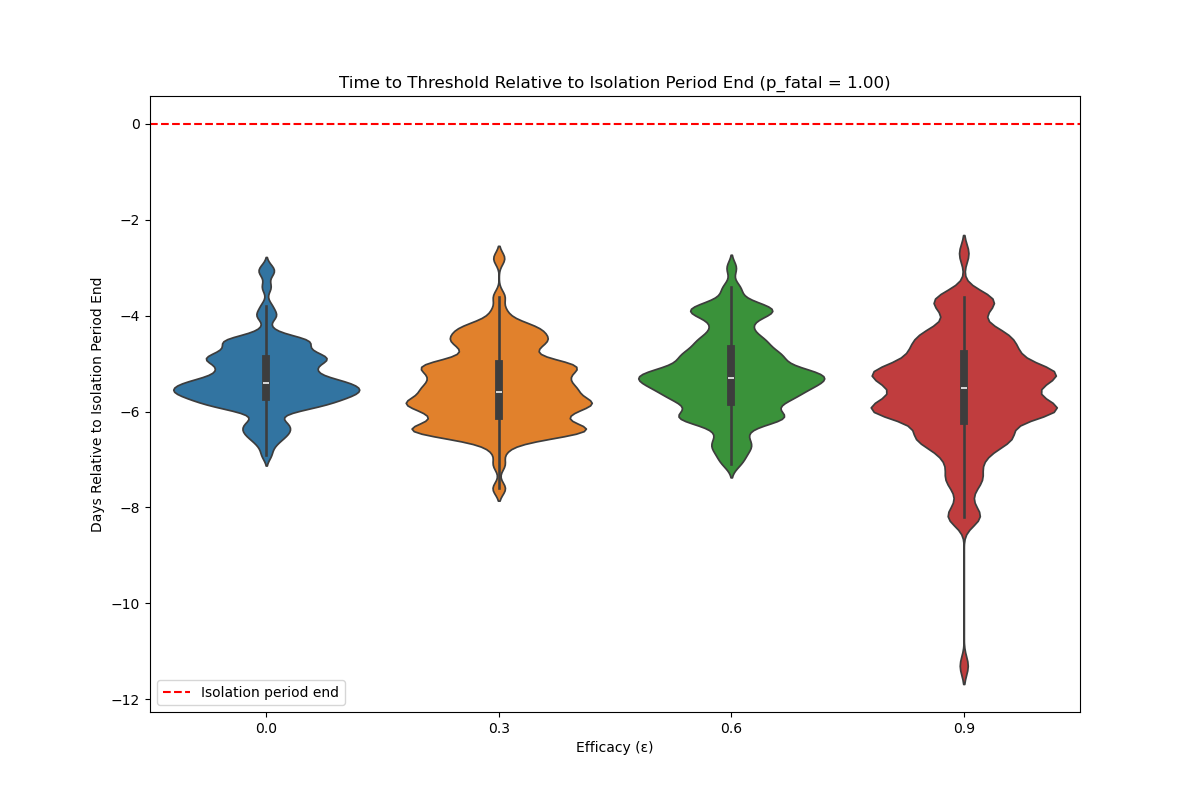 Time to Threshold Relative to Isolation Period End (p_fatal = 1.00)
Days Relative to Isolation Period End
0
−2
−4
−6
−8
−10
−12
Isolation period end
0.0
0.3
0.6
0.9
Efficacy (ε)